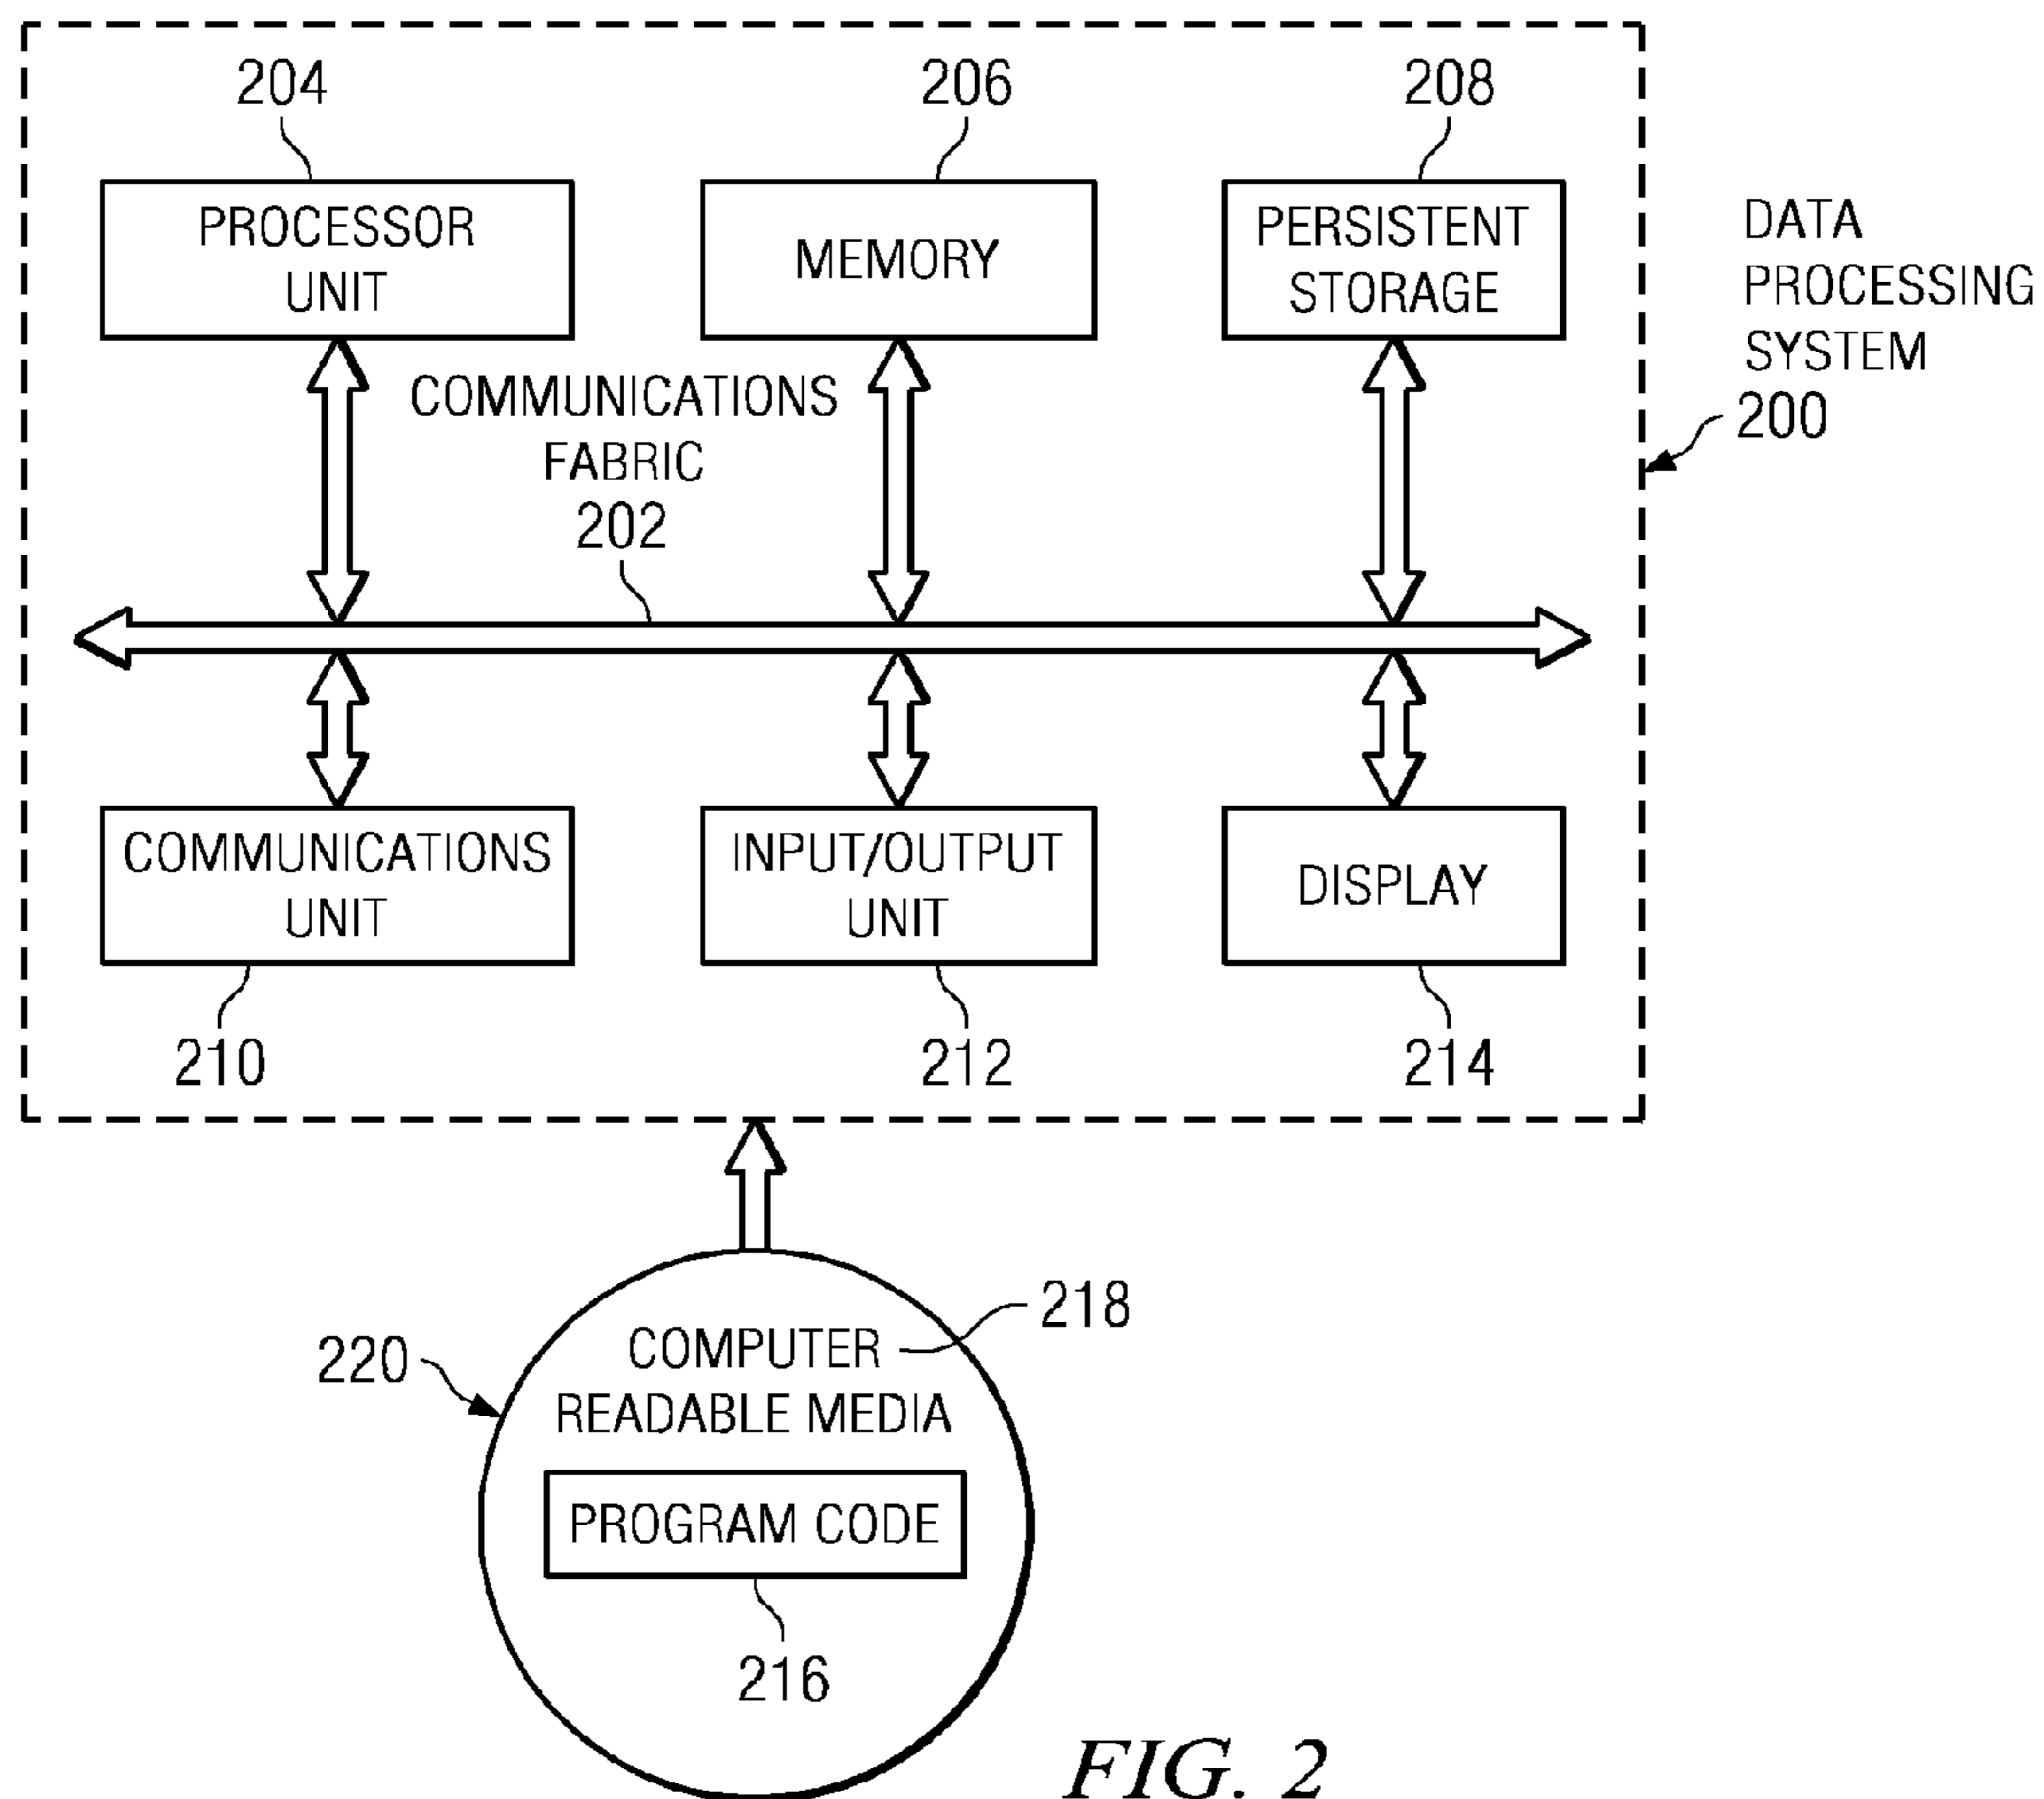 204
206
208
PROCESSOR
UNIT
MEMORY
PERSISTENT
STORAGE
DATA
PROCESSING
SYSTEM
200
COMMUNICATIONS
FABRIC
202
COMMUNICATIONS
UNIT
INPUT/OUTPUT
UNIT
DISPLAY
210
212
214
218
220
COMPUTER
READABLE MEDIA
PROGRAM CODE
216
FIG. 2